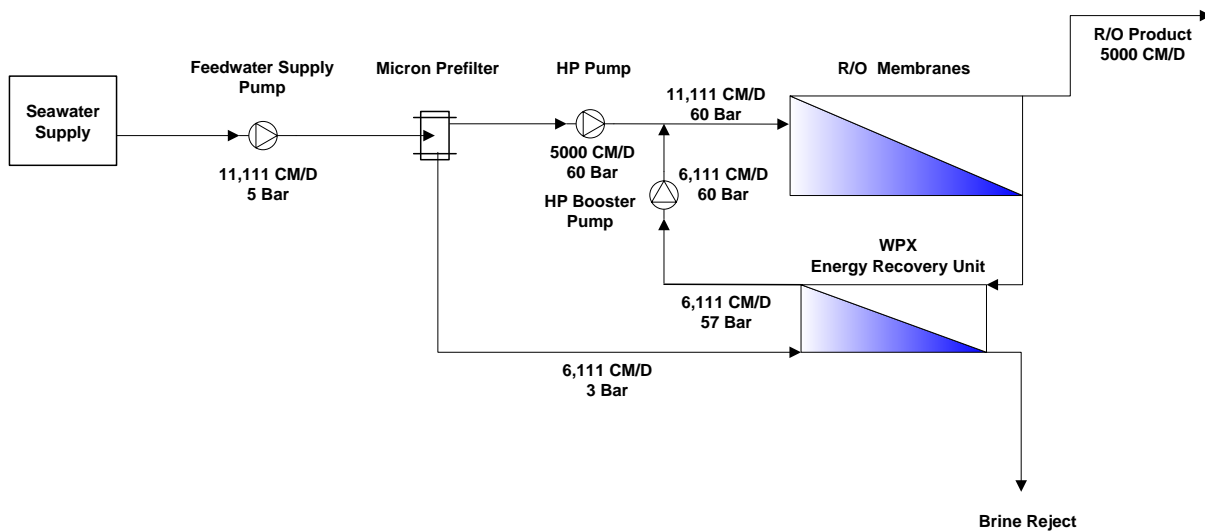 Seawater
Supply
Feedwater Supply
Pump
11,111 CM/D
5 Bar
Micron Prefilter
HP Pump
5000 CM/D
60 Bar
11,111 CM/D
60 Bar
6,111 CM/D
60 Bar
HP Booster
Pump
R/O  Membranes
R/O Product
5000 CM/D
WPX
Energy Recovery Unit
6,111 CM/D
57 Bar
6,111 CM/D
3 Bar
Brine Reject